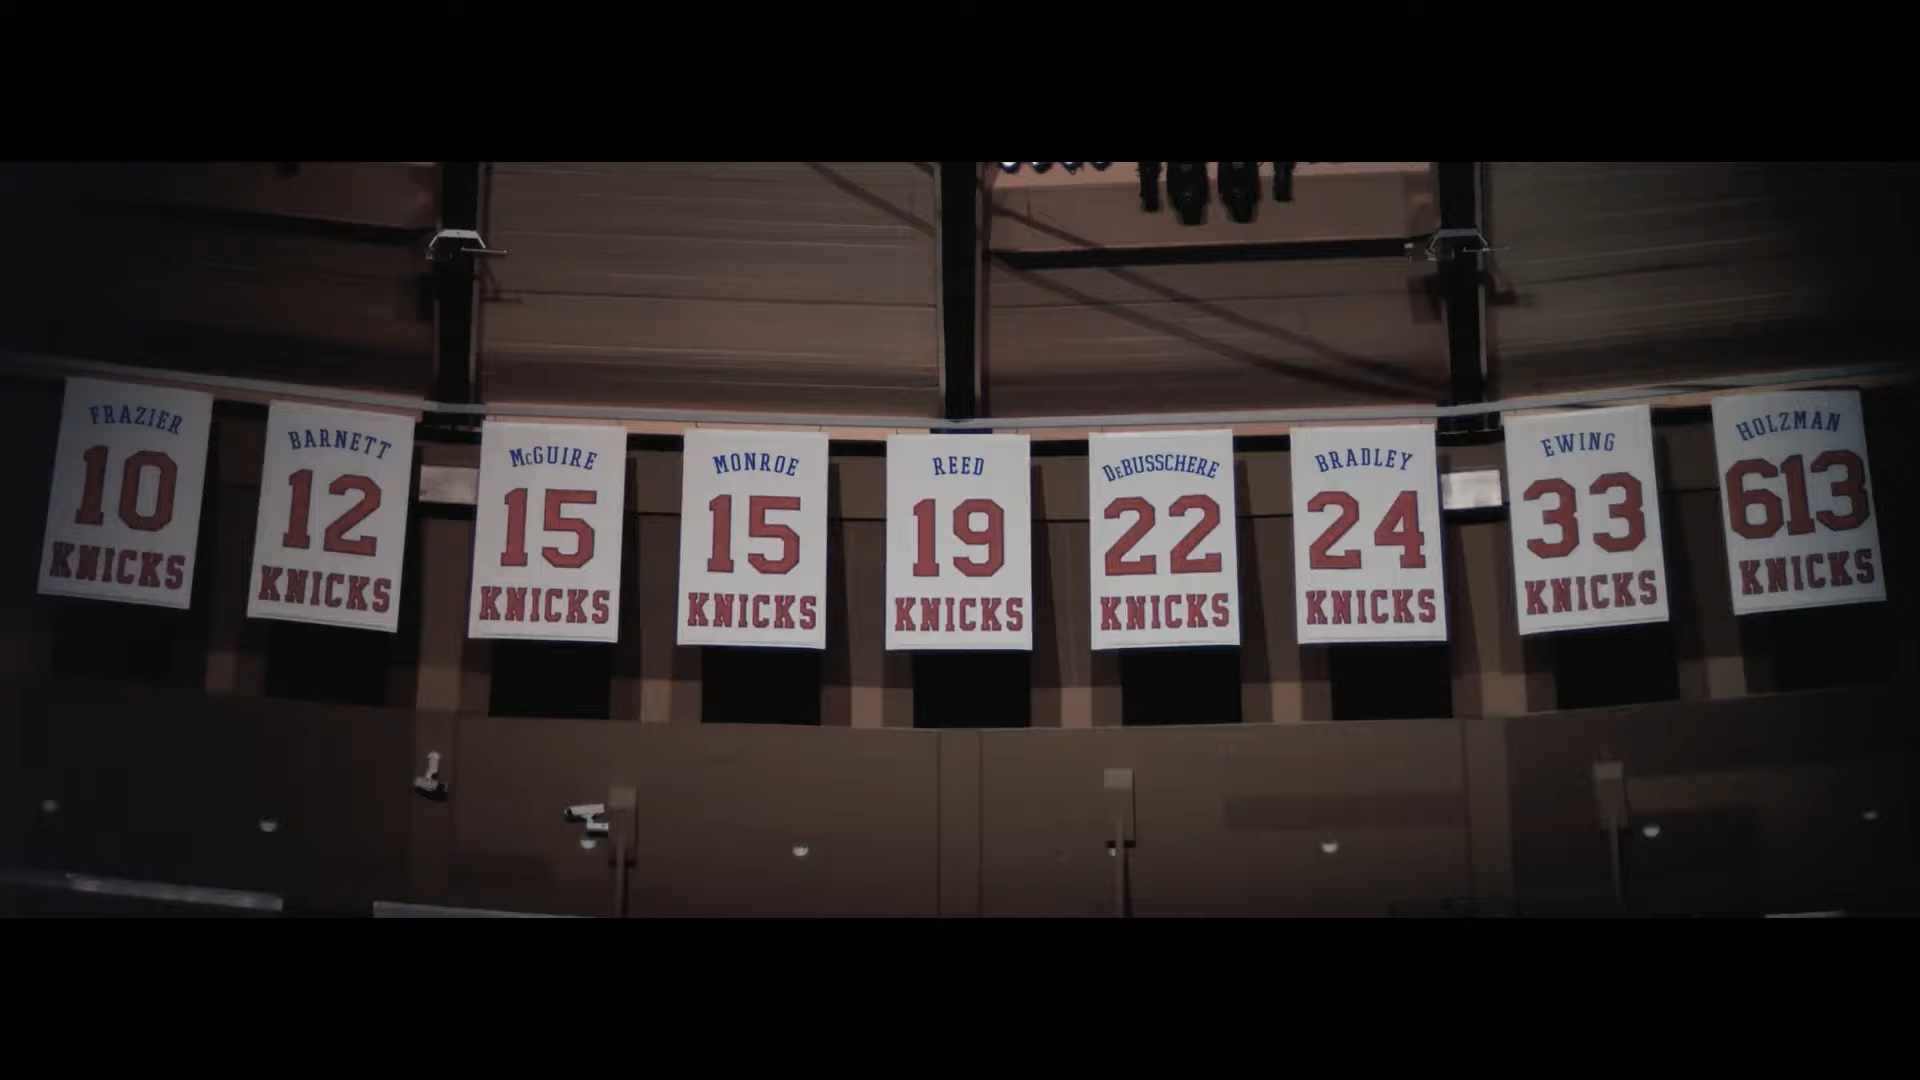 FRAZIER
10
KNICKS
BARNETT
12
KNICKS
McGUIRE
15
KNICKS
MONROE
15
KNICKS
REED
19
KNICKS
DeBUSSCHERE
22
KNICKS
BRADLEY
24
KNICKS
EWING
33
KNICKS
HOLZMAN
613
KNICKS